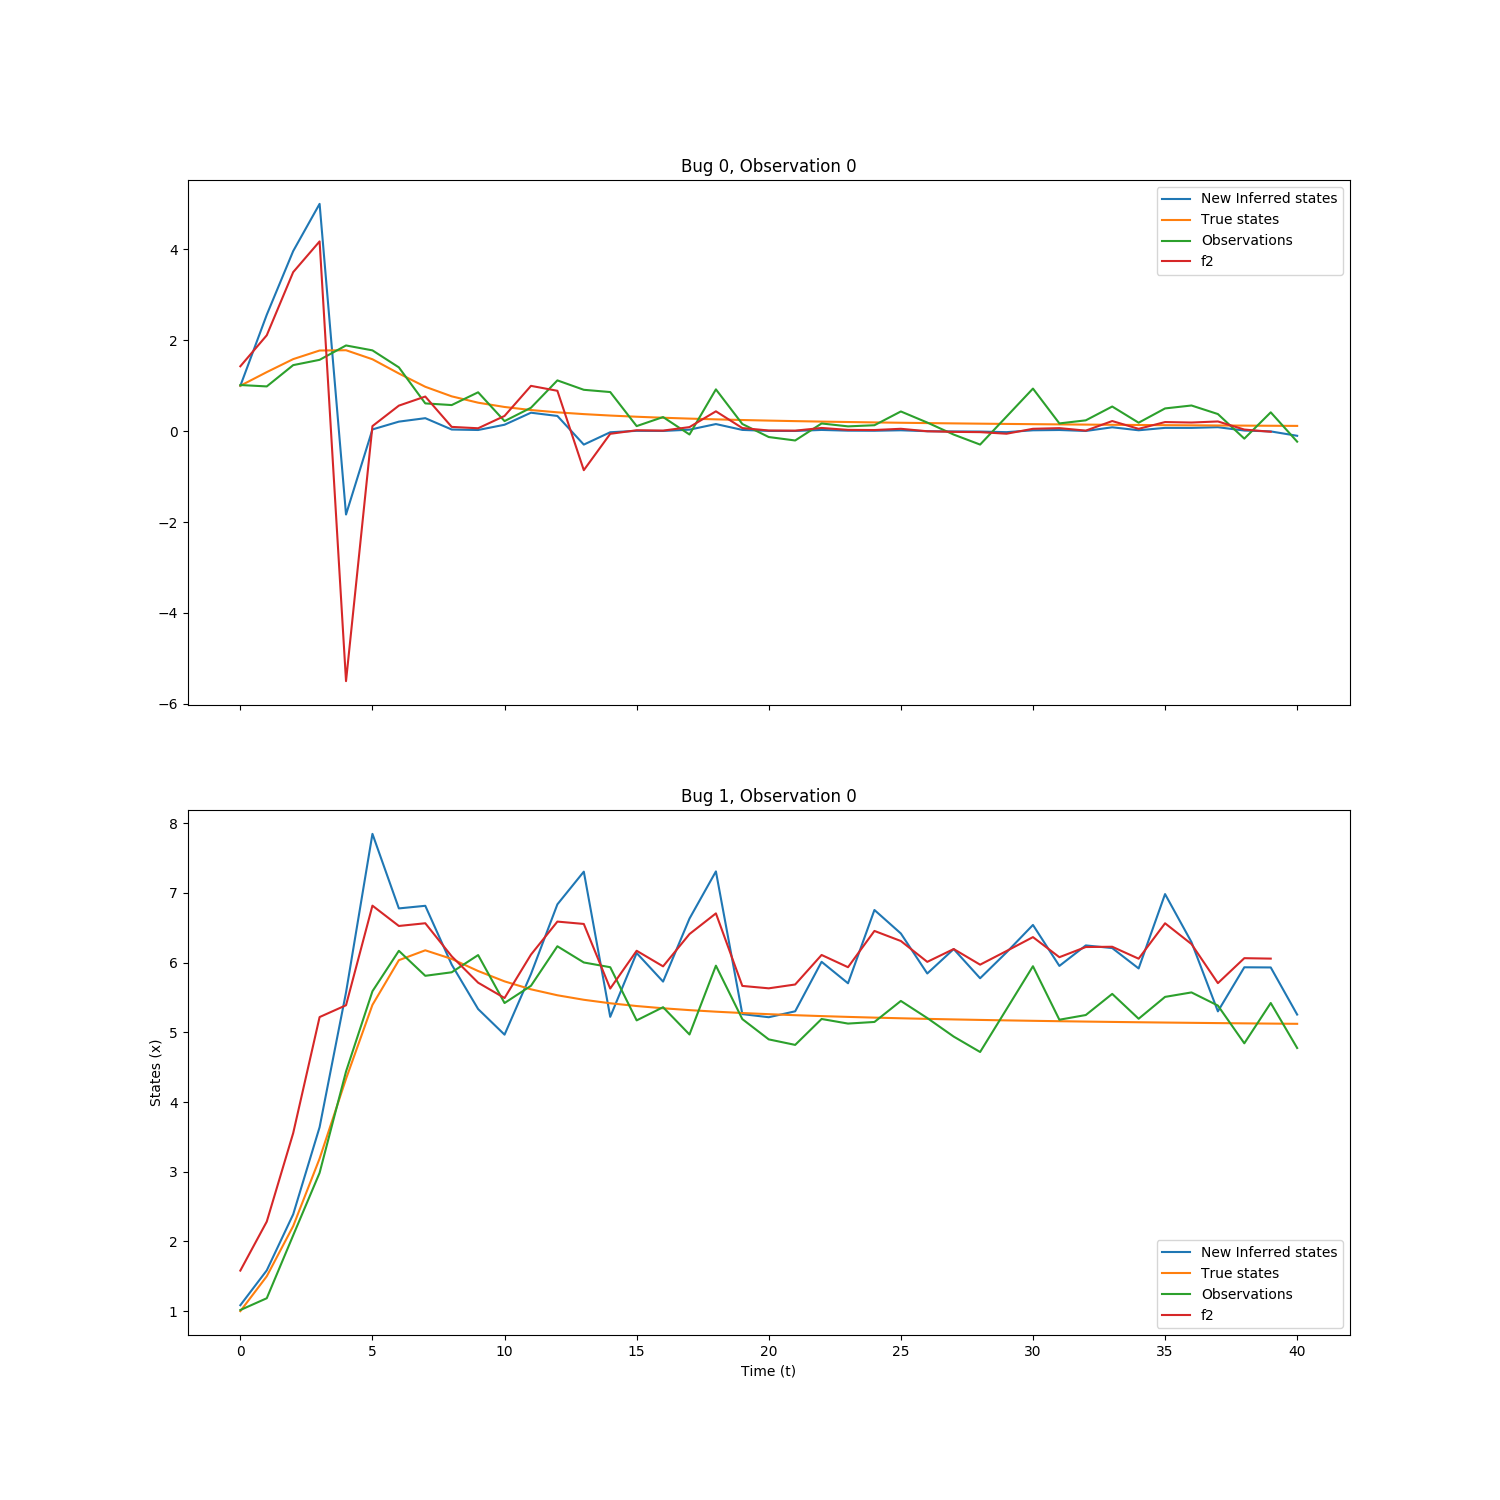 Bug 0, Observation 0
New Inferred states
True states
Observations
f2
4
2
0
−2
−4
−6
Bug 1, Observation 0
8
7
6
5
4
3
2
1
States (x)
New Inferred states
True states
Observations
f2
0 5 10 15 20 25 30 35 40
Time (t)